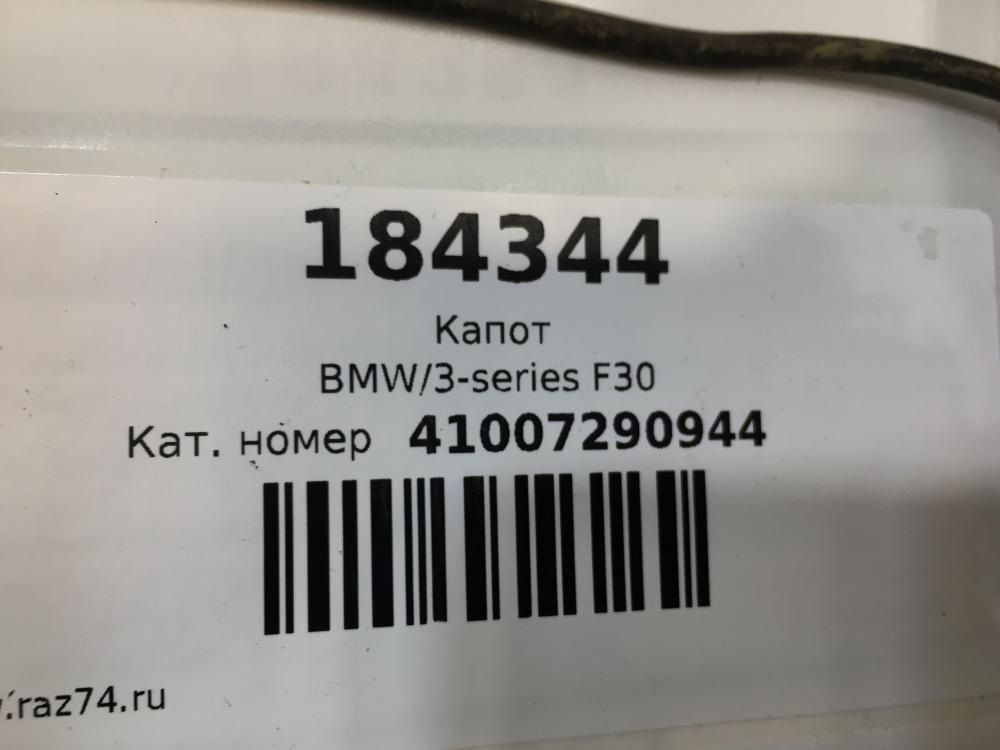 184344
Капот
BMW/3-series F30
Кат. номер 41007290944
.raz74.ru